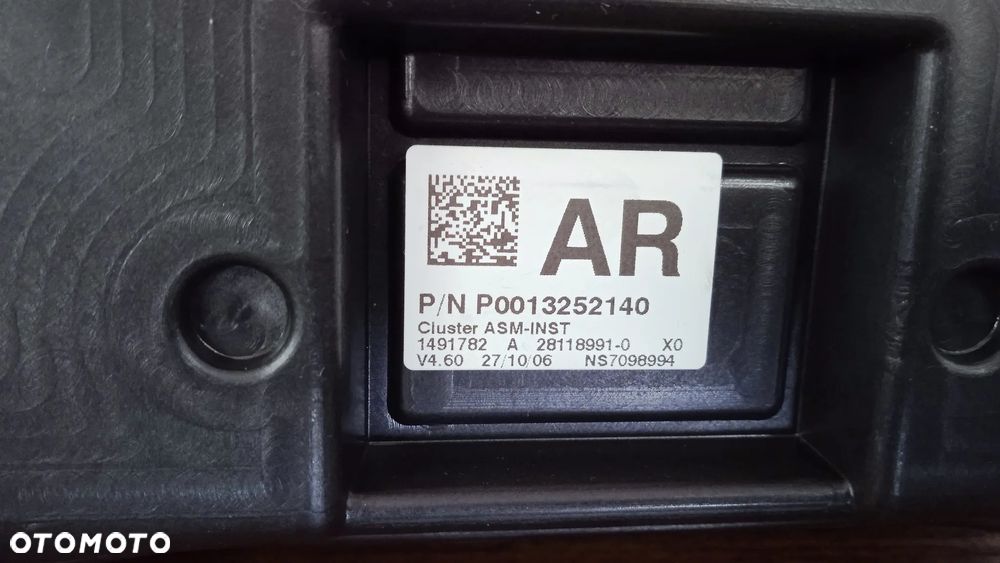 AR
P/N P0013252140
Cluster ASM-INST
1491782 A 28118991-0 X0
V4.60 27/10/06 NS7098994
OTOMOTO